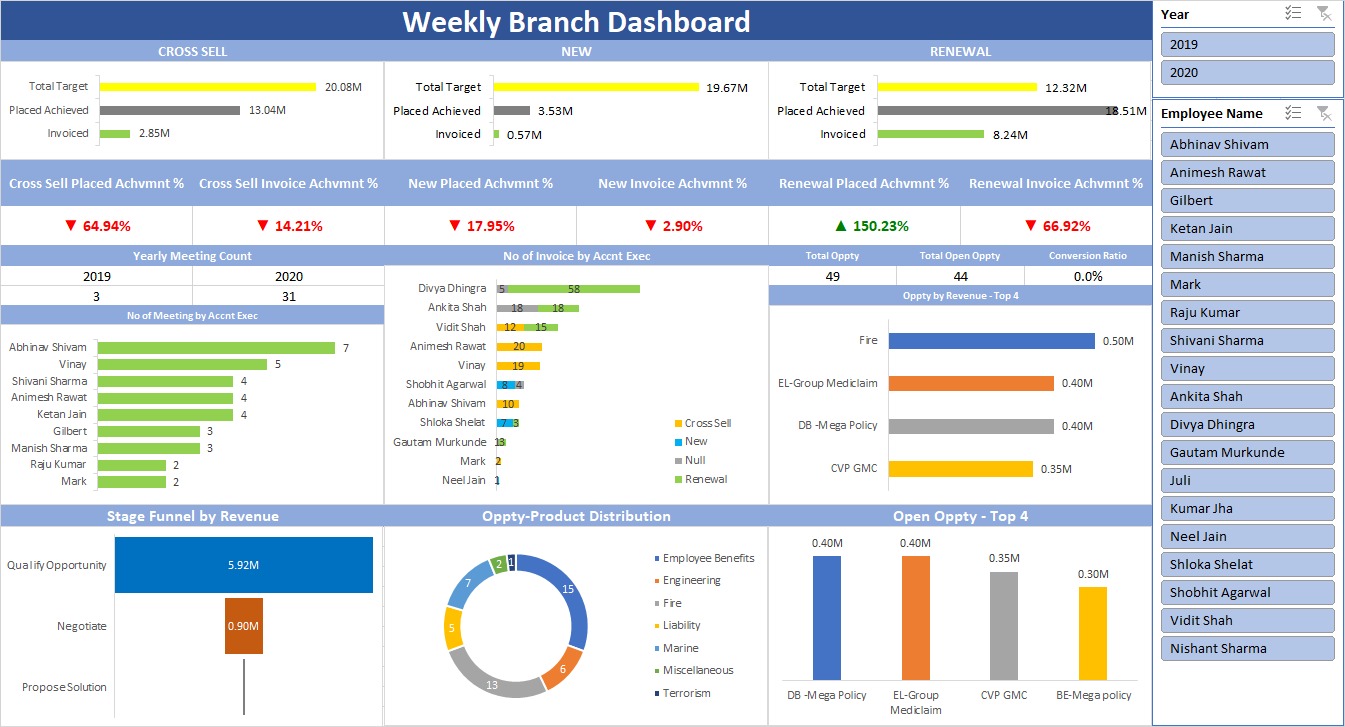 Weekly Branch Dashboard
CROSS SELL
Total Target 20.08M
Placed Achieved 13.04M
Invoiced 2.85M
NEW
Total Target 19.67M
Placed Achieved 3.53M
Invoiced 0.57M
RENEWAL
Total Target 12.32M
Placed Achieved 18.51M
Invoiced 8.24M
Cross Sell Placed Achvmnt % Cross Sell Invoice Achvmnt % New Placed Achvmnt % New Invoice Achvmnt % Renewal Placed Achvmnt % Renewal Invoice Achvmnt %
▼ 64.94% ▼ 14.21% ▼ 17.95% ▼ 2.90% ▲ 150.23% ▼ 66.92%
Yearly Meeting Count
2019 2020
3 31
No of Meeting by Accnt Exec
Abhinav Shivam 7
Vinay 5
Shivani Sharma 4
Animesh Rawat 4
Ketan Jain 4
Gilbert 3
Manish Sharma 3
Raju Kumar 2
Mark 2
No of Invoice by Accnt Exec
Divya Dhingra 5 58
Ankita Shah 18 18
Vidit Shah 12 15
Animesh Rawat 20
Vinay 19
Shobhit Agarwal 8 4
Abhinav Shivam 10
Shloka Shelat 7 3
Gautam Murkunde 13
Mark 2
Neel Jain 1
Cross Sell
New
Null
Renewal
Total Oppty Total Open Oppty Conversion Ratio
49 44 0.0%
Oppty by Revenue - Top 4
Fire 0.50M
EL-Group Mediclaim 0.40M
DB -Mega Policy 0.40M
CVP GMC 0.35M
Stage Funnel by Revenue
Qualify Opportunity 5.92M
Negotiate 0.90M
Propose Solution
Oppty-Product Distribution
15
6
13
5
7
2
1
Employee Benefits
Engineering
Fire
Liability
Marine
Miscellaneous
Terrorism
Open Oppty - Top 4
0.40M 0.40M 0.35M 0.30M
DB -Mega Policy EL-Group CVP GMC BE-Mega policy
Mediclaim
Year
2019
2020
Employee Name
Abhinav Shivam
Animesh Rawat
Gilbert
Ketan Jain
Manish Sharma
Mark
Raju Kumar
Shivani Sharma
Vinay
Ankita Shah
Divya Dhingra
Gautam Murkunde
Juli
Kumar Jha
Neel Jain
Shloka Shelat
Shobhit Agarwal
Vidit Shah
Nishant Sharma